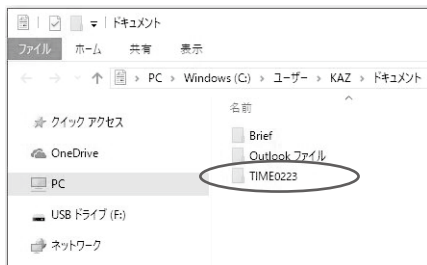 ドキュメント
ファイル ホーム 共有 表示
PC › Windows (C:) › ユーザー › KAZ › ドキュメント
名前
クイック アクセス
OneDrive
PC
USB ドライブ (F:)
ネットワーク
Brief
Outlook ファイル
TIME0223